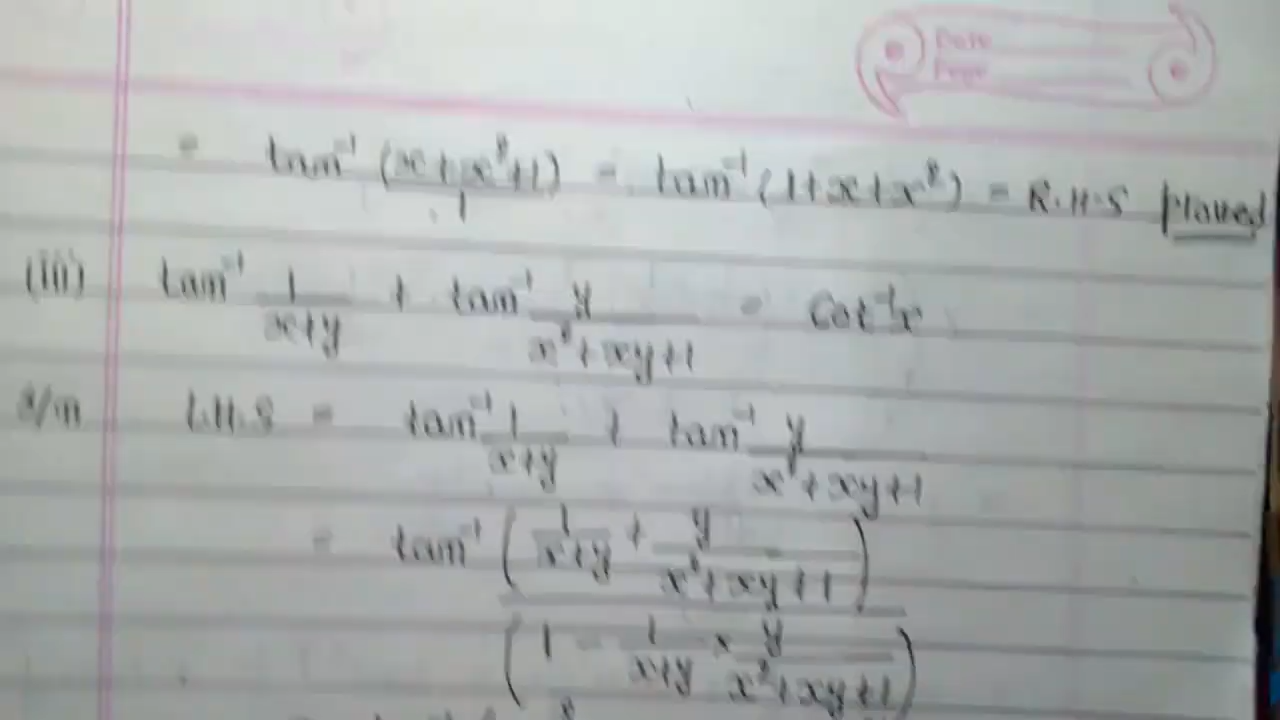 Date
Page
= tan⁻¹ (x+x²+1)/1 = tan⁻¹ (1+x+x²) = R.H.S Proved
(iii) tan⁻¹ 1/(x+y) + tan⁻¹ y/(x²+xy+1) = Cot⁻¹x
L.H.S = tan⁻¹ 1/(x+y) + tan⁻¹ y/(x²+xy+1)
= tan⁻¹ (1/(x+y) + y/(x²+xy+1)) / (1 - 1/(x+y) × y/(x²+xy+1))